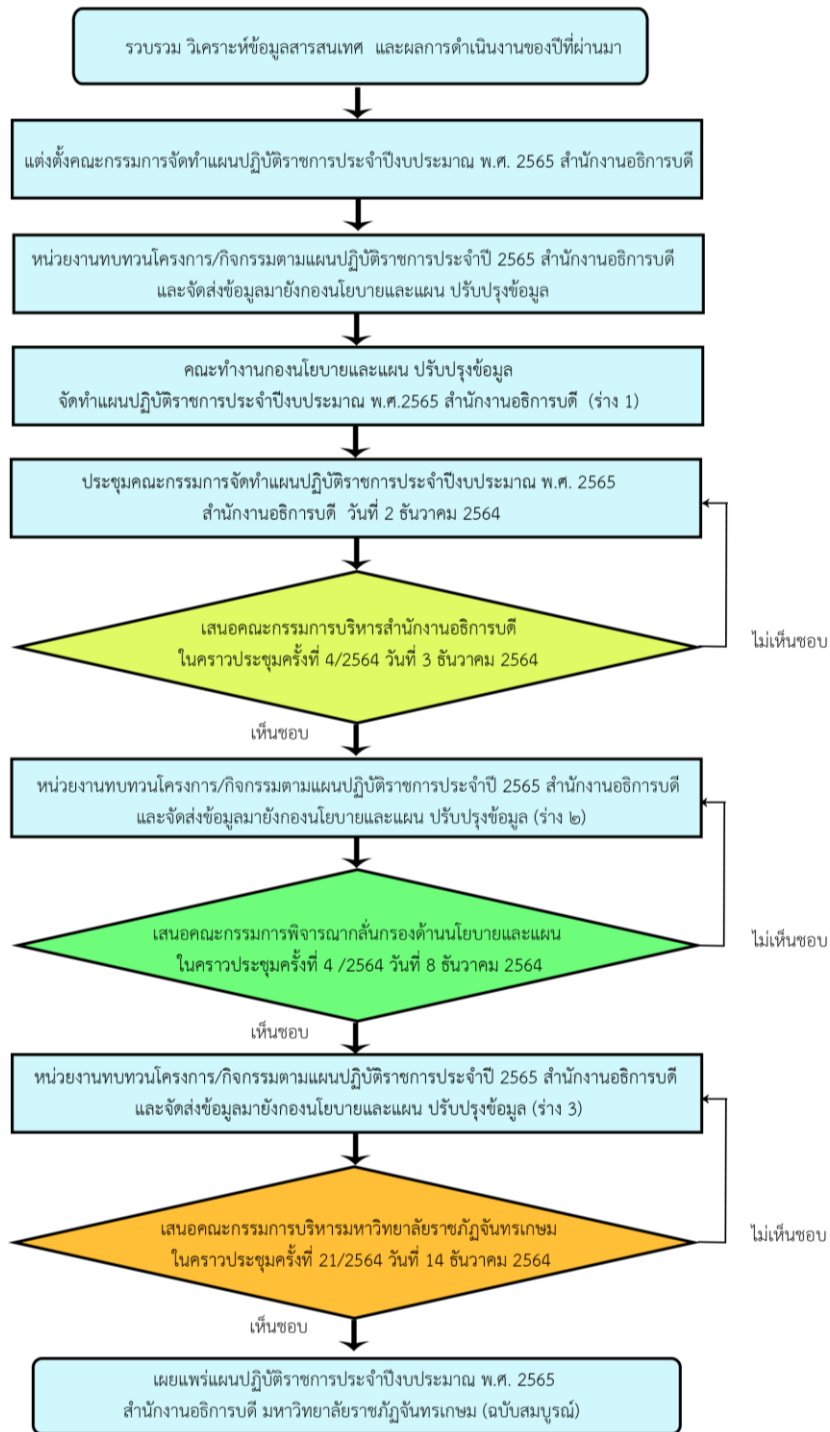 รวบรวม วิเคราะห์ข้อมูลสารสนเทศ และผลการดำเนินงานของปีที่ผ่านมา
แต่งตั้งคณะกรรมการจัดทำแผนปฏิบัติราชการประจำปีงบประมาณ พ.ศ. 2565 สำนักงานอธิการบดี
หน่วยงานทบทวนโครงการ/กิจกรรมตามแผนปฏิบัติราชการประจำปี 2565 สำนักงานอธิการบดี
และจัดส่งข้อมูลมายังกองนโยบายและแผน ปรับปรุงข้อมูล
คณะทำงานกองนโยบายและแผน ปรับปรุงข้อมูล
จัดทำแผนปฏิบัติราชการประจำปีงบประมาณ พ.ศ.2565 สำนักงานอธิการบดี (ร่าง 1)
ประชุมคณะกรรมการจัดทำแผนปฏิบัติราชการประจำปีงบประมาณ พ.ศ. 2565
สำนักงานอธิการบดี วันที่ 2 ธันวาคม 2564
เสนอคณะกรรมการบริหารสำนักงานอธิการบดี
ในคราวประชุมครั้งที่ 4/2564 วันที่ 3 ธันวาคม 2564
ไม่เห็นชอบ
เห็นชอบ
หน่วยงานทบทวนโครงการ/กิจกรรมตามแผนปฏิบัติราชการประจำปี 2565 สำนักงานอธิการบดี
และจัดส่งข้อมูลมายังกองนโยบายและแผน ปรับปรุงข้อมูล (ร่าง ๒)
เสนอคณะกรรมการพิจารณากลั่นกรองด้านนโยบายและแผน
ในคราวประชุมครั้งที่ 4 /2564 วันที่ 8 ธันวาคม 2564
ไม่เห็นชอบ
เห็นชอบ
หน่วยงานทบทวนโครงการ/กิจกรรมตามแผนปฏิบัติราชการประจำปี 2565 สำนักงานอธิการบดี
และจัดส่งข้อมูลมายังกองนโยบายและแผน ปรับปรุงข้อมูล (ร่าง 3)
เสนอคณะกรรมการบริหารมหาวิทยาลัยราชภัฏจันทรเกษม
ในคราวประชุมครั้งที่ 21/2564 วันที่ 14 ธันวาคม 2564
ไม่เห็นชอบ
เห็นชอบ
เผยแพร่แผนปฏิบัติราชการประจำปีงบประมาณ พ.ศ. 2565
สำนักงานอธิการบดี มหาวิทยาลัยราชภัฏจันทรเกษม (ฉบับสมบูรณ์)